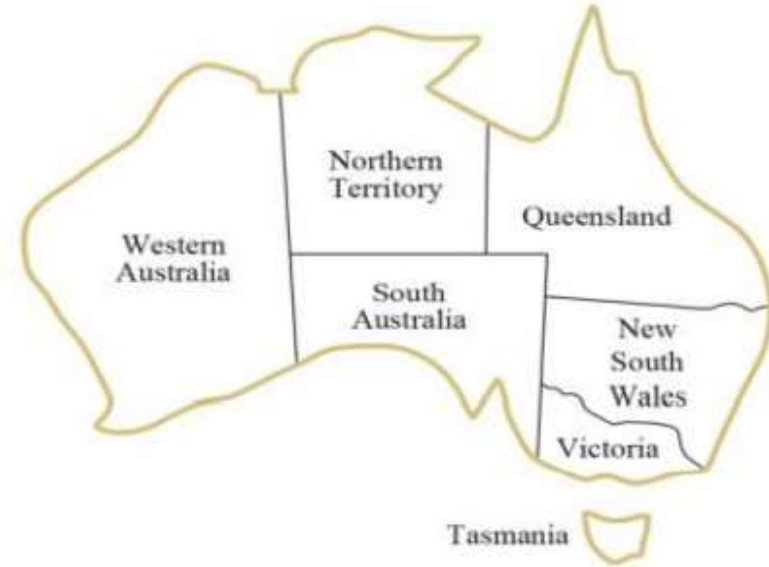 Northern
Territory
Queensland
Western
Australia
South
Australia
New
South
Wales
Victoria
Tasmania